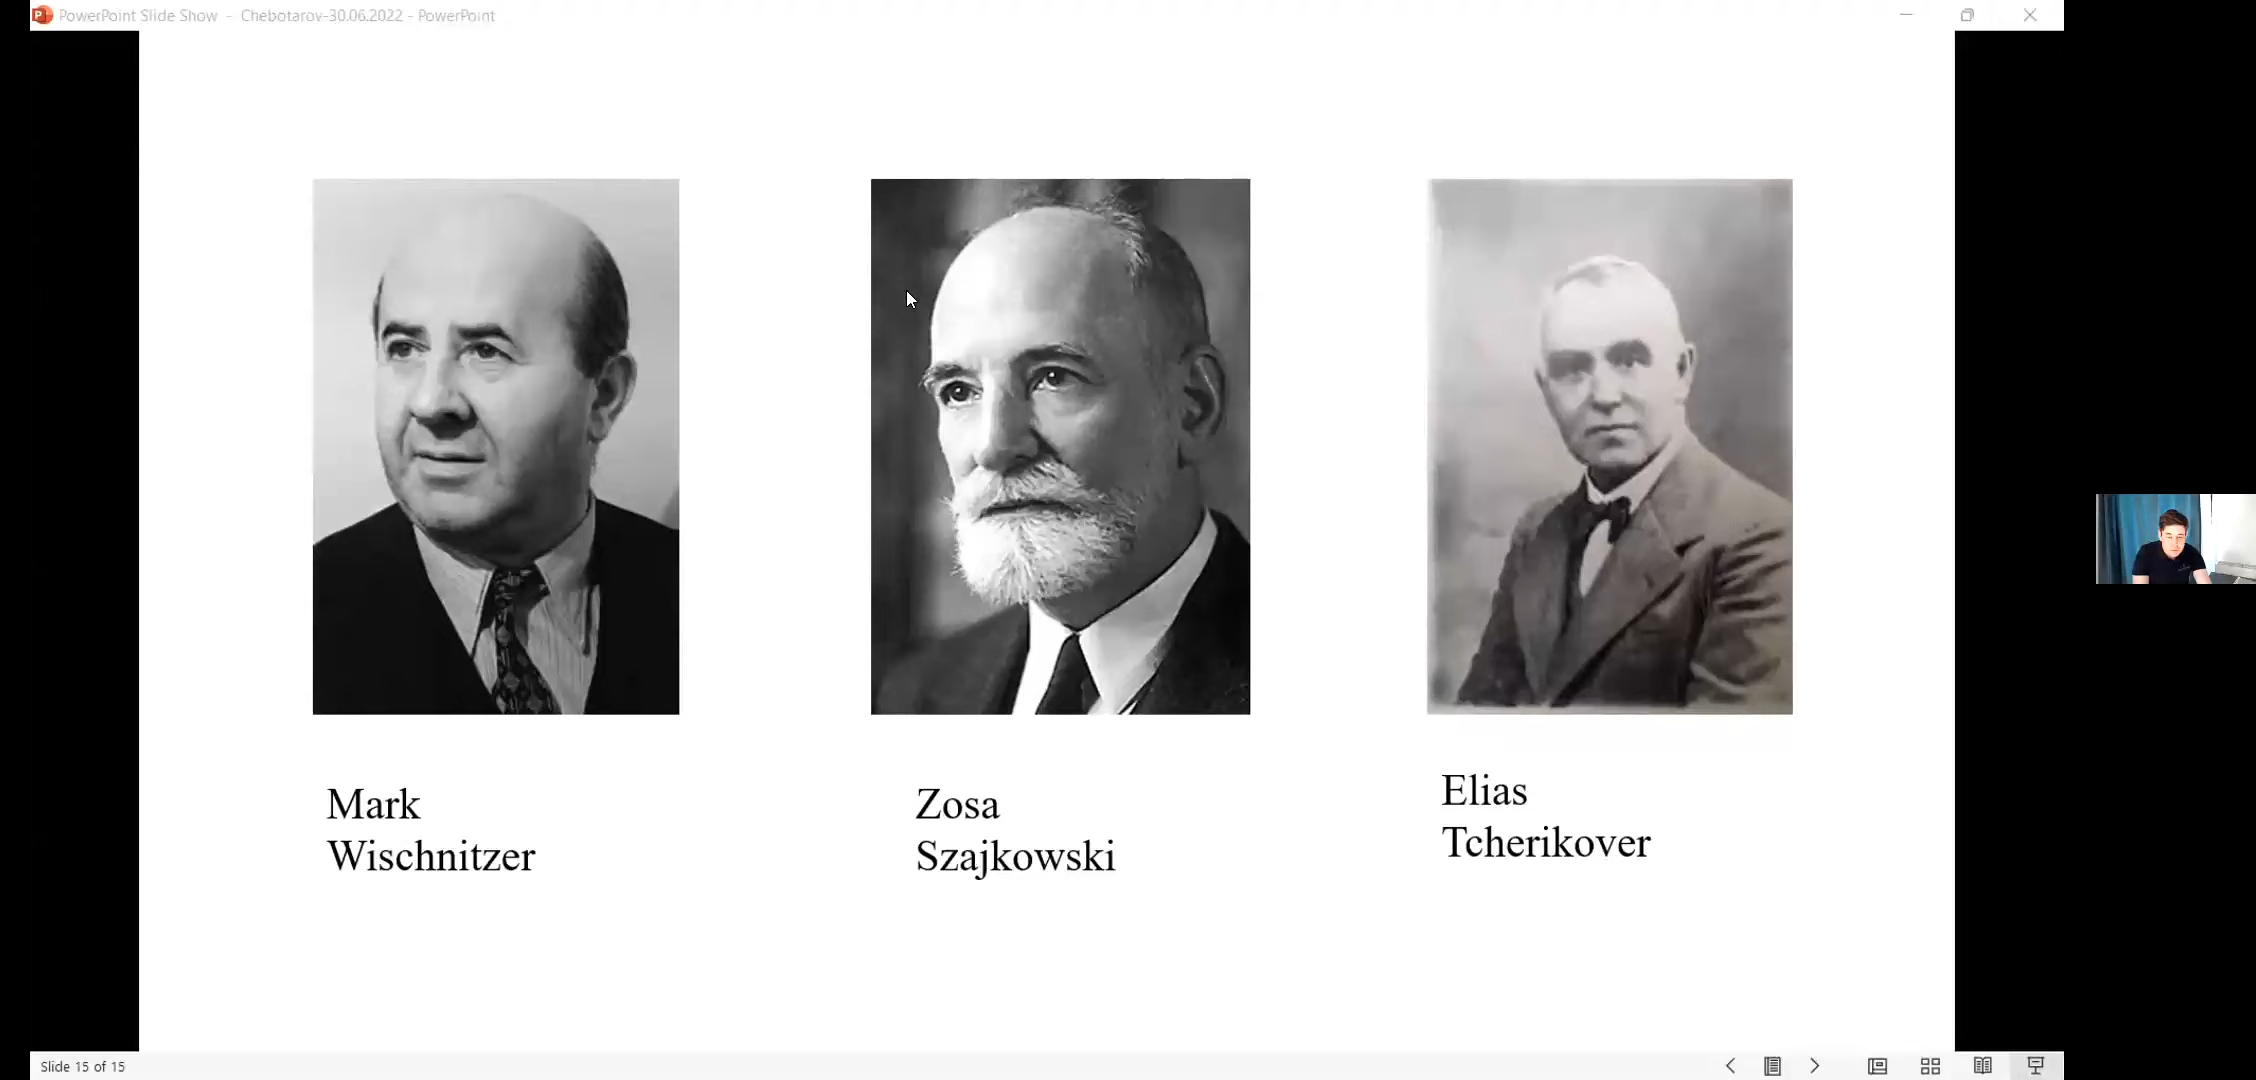 PowerPoint Slide Show - Chebotarov-30.06.2022 - PowerPoint
Mark
Wischnitzer
Zosa
Szajkowski
Elias
Tcherikover
Slide 15 of 15